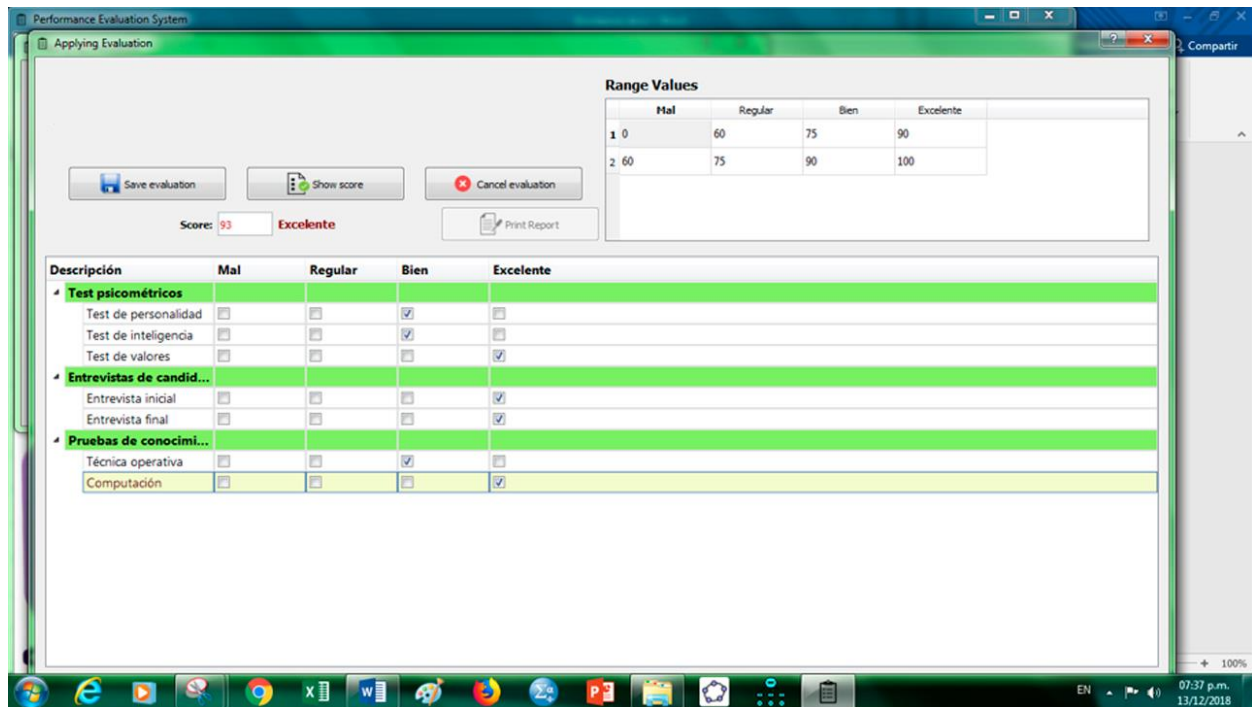 Performance Evaluation System
Applying Evaluation
Compartir
Range Values
Mal Regular Bien Excelente
1 0 60 75 90
2 60 75 90 100
Save evaluation Show score Cancel evaluation
Score: 93 Excelente Print Report
Descripción Mal Regular Bien Excelente
Test psicométricos
Test de personalidad
Test de inteligencia
Test de valores
Entrevistas de candid...
Entrevista inicial
Entrevista final
Pruebas de conocimi...
Técnica operativa
Computación
100%
EN 07:37 p.m.
13/12/2018